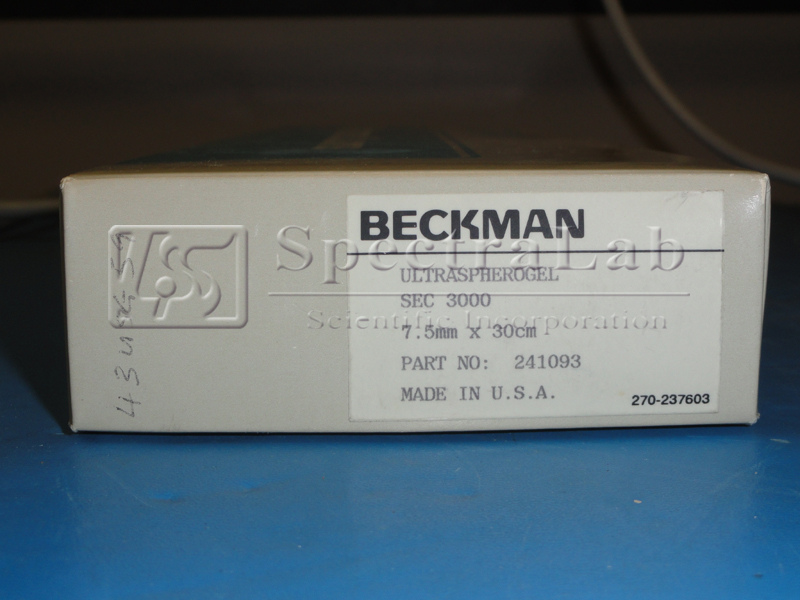 BECKMAN
ULTRASPHEROGEL
SEC 3000
7.5mm x 30cm
PART NO: 241093
MADE IN U.S.A.
270-237603
SpectraLab
Scientific Incorporation